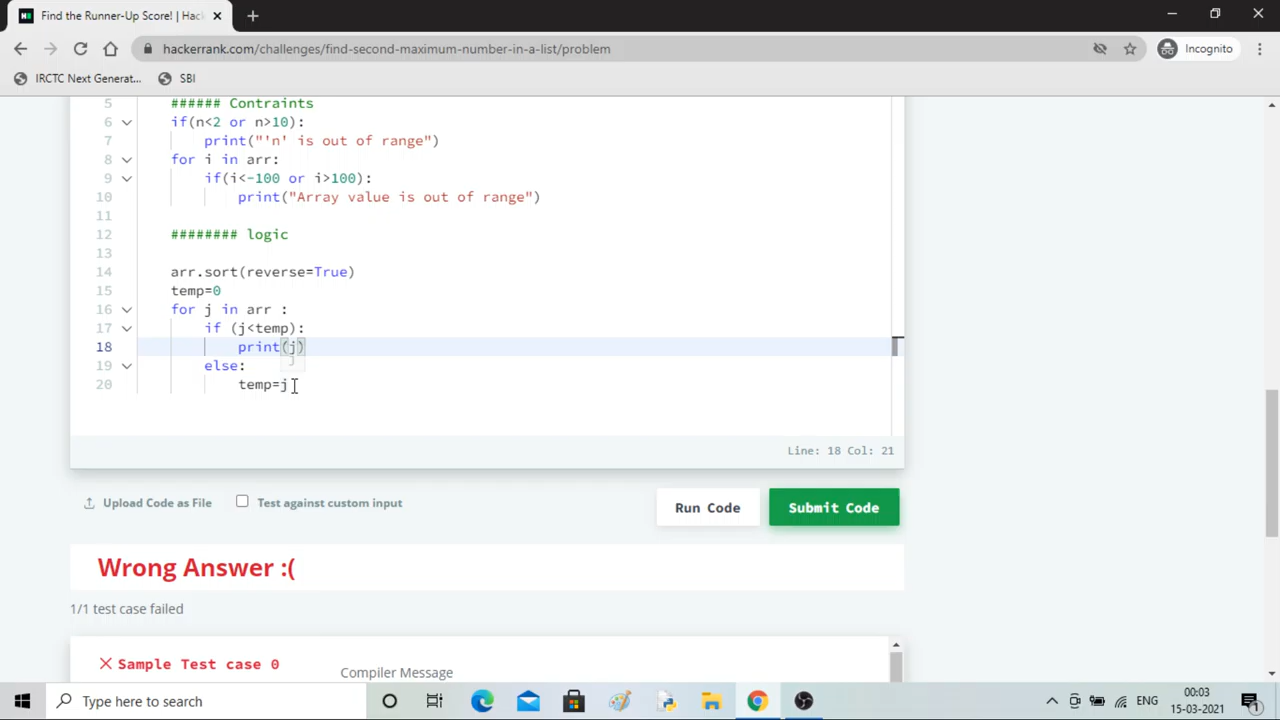 Find the Runner-Up Score! | Hac
hackerrank.com/challenges/find-second-maximum-number-in-a-list/problem
Incognito
IRCTC Next Generat...
SBI
5 ###### Contraints
6 if(n<2 or n>10):
7 print("'n' is out of range")
8 for i in arr:
9 if(i<-100 or i>100):
10 print("Array value is out of range")
11
12 ######## logic
13
14 arr.sort(reverse=True)
15 temp=0
16 for j in arr :
17 if (j<temp):
18 print(j)
19 else:
20 temp=j
Line: 18 Col: 21
Upload Code as File
Test against custom input
Run Code
Submit Code
Wrong Answer :(
1/1 test case failed
Sample Test case 0
Compiler Message
Type here to search
ENG
00:03
15-03-2021
1